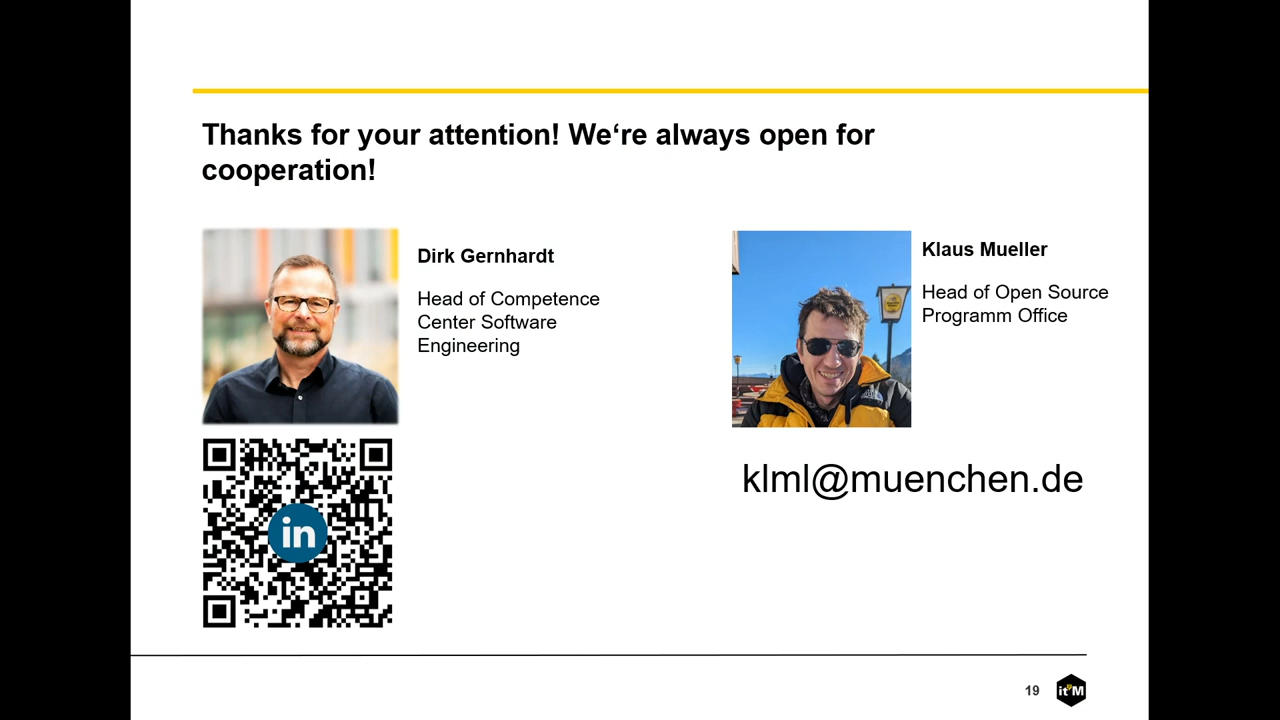 Thanks for your attention! We‘re always open for
cooperation!
Dirk Gernhardt
Head of Competence
Center Software
Engineering
Klaus Mueller
Head of Open Source
Programm Office
in
klml@muenchen.de
19
it@M